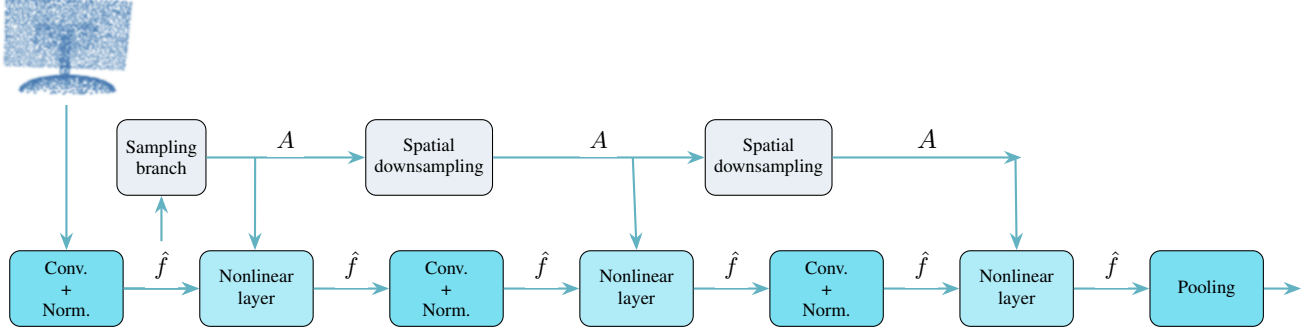 Sampling
branch
A
Spatial
downsampling
A
Spatial
downsampling
A
Conv.
+
Norm.
f̂
Nonlinear
layer
f̂
Conv.
+
Norm.
f̂
Nonlinear
layer
f̂
Conv.
+
Norm.
f̂
Nonlinear
layer
f̂
Pooling